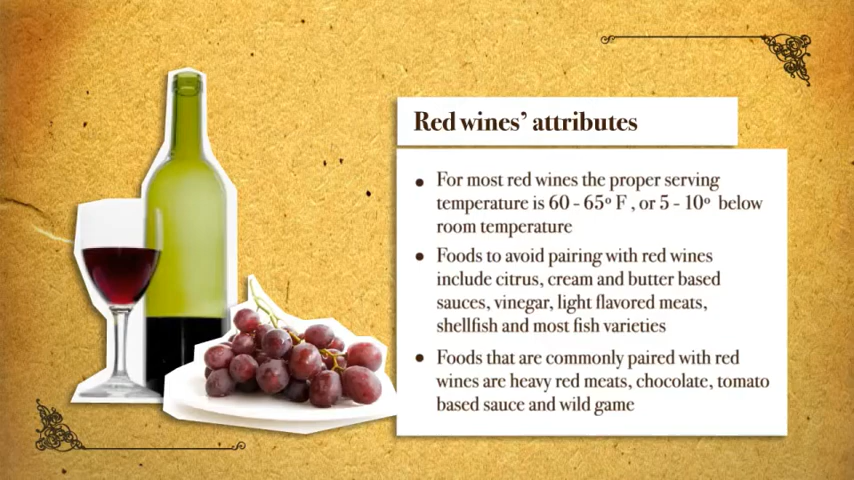 Red wines' attributes
• For most red wines the proper serving
temperature is 60 - 65º F , or 5 - 10º below
room temperature
• Foods to avoid pairing with red wines
include citrus, cream and butter based
sauces, vinegar, light flavored meats,
shellfish and most fish varieties
• Foods that are commonly paired with red
wines are heavy red meats, chocolate, tomato
based sauce and wild game